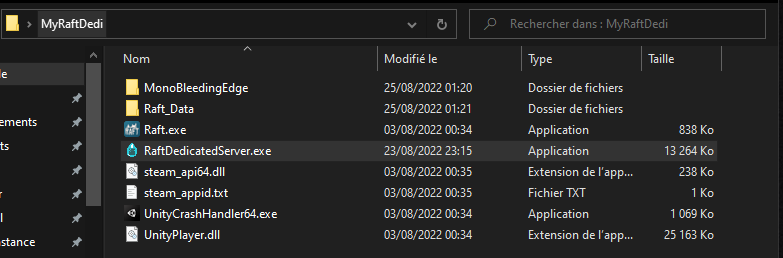 MyRaftDedi
Rechercher dans : MyRaftDedi
Nom Modifié le Type Taille
MonoBleedingEdge 25/08/2022 01:20 Dossier de fichiers
Raft_Data 25/08/2022 01:21 Dossier de fichiers
Raft.exe 03/08/2022 00:34 Application 838 Ko
RaftDedicatedServer.exe 23/08/2022 23:15 Application 13 264 Ko
steam_api64.dll 03/08/2022 00:35 Extension de l'app... 238 Ko
steam_appid.txt 03/08/2022 00:35 Fichier TXT 1 Ko
UnityCrashHandler64.exe 03/08/2022 00:34 Application 1 069 Ko
UnityPlayer.dll 03/08/2022 00:34 Extension de l'app... 25 163 Ko
le
ements
ts
r
l
nstance